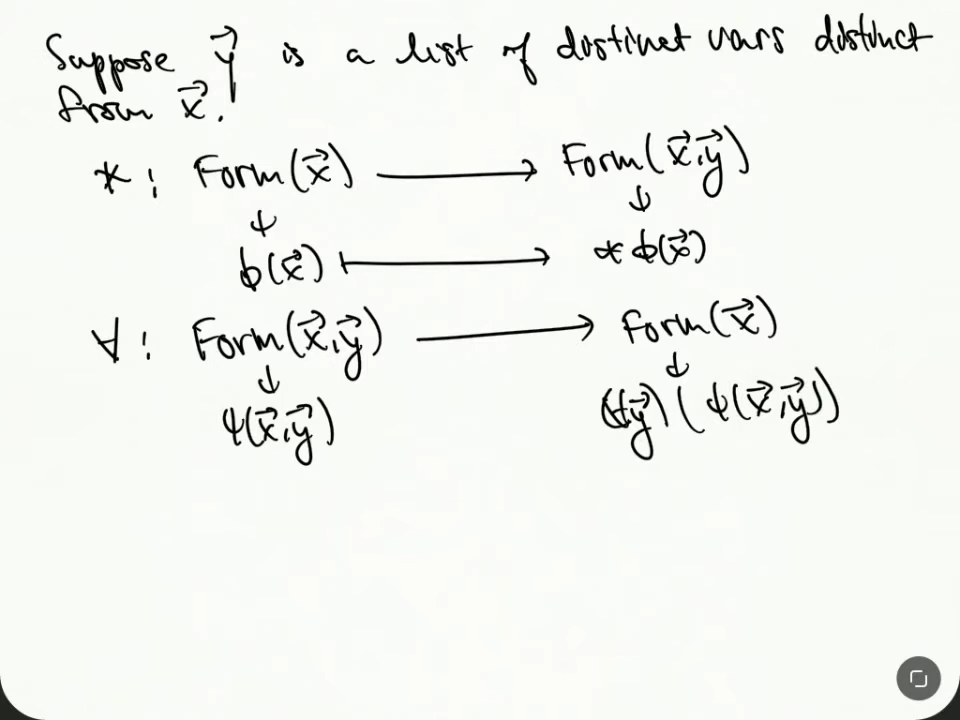 Suppose y⃗ is a list of distinct vars distinct
from x⃗.
* : Form(x⃗) ⟶ Form(x⃗,y⃗)
↓ ↓
ϕ(x⃗) ⟼ *ϕ(x⃗)
∀ : Form(x⃗,y⃗) ⟶ Form(x⃗)
↓ ↓
ψ(x⃗,y⃗) (∀y⃗)(ψ(x⃗,y⃗))